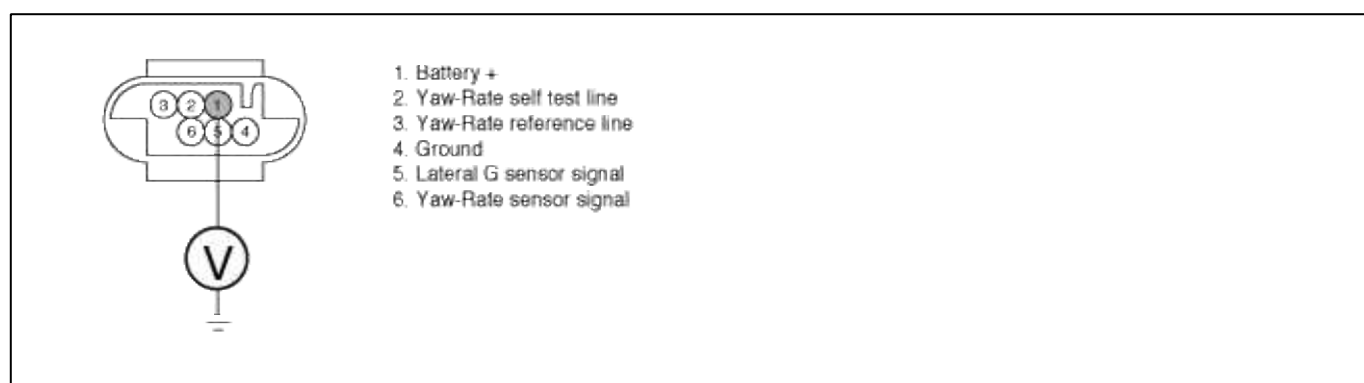 3 2 1
6 5 4
V
1. Battery +
2. Yaw-Rate self test line
3. Yaw-Rate reference line
4. Ground
5. Lateral G sensor signal
6. Yaw-Rate sensor signal